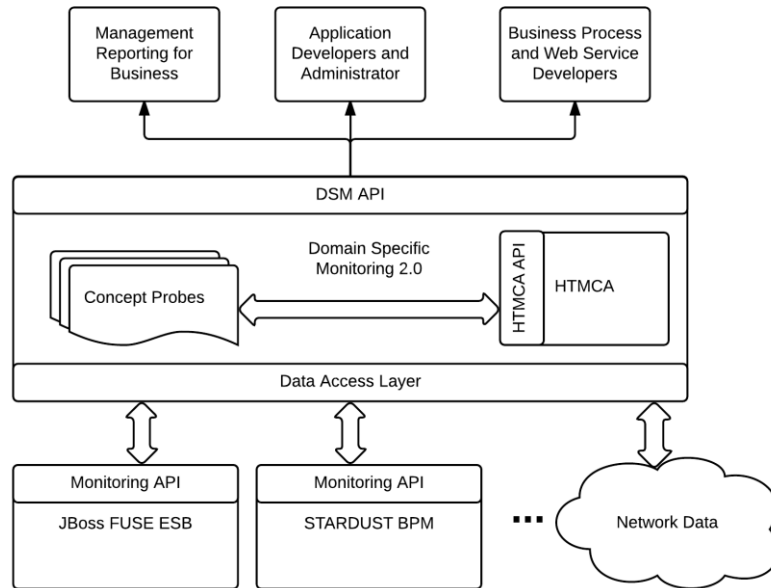 Management
Reporting for
Business
Application
Developers and
Administrator
Business Process
and Web Service
Developers
DSM API
Domain Specific
Monitoring 2.0
Concept Probes
HTMCA API
HTMCA
Data Access Layer
Monitoring API
JBoss FUSE ESB
Monitoring API
STARDUST BPM
...
Network Data